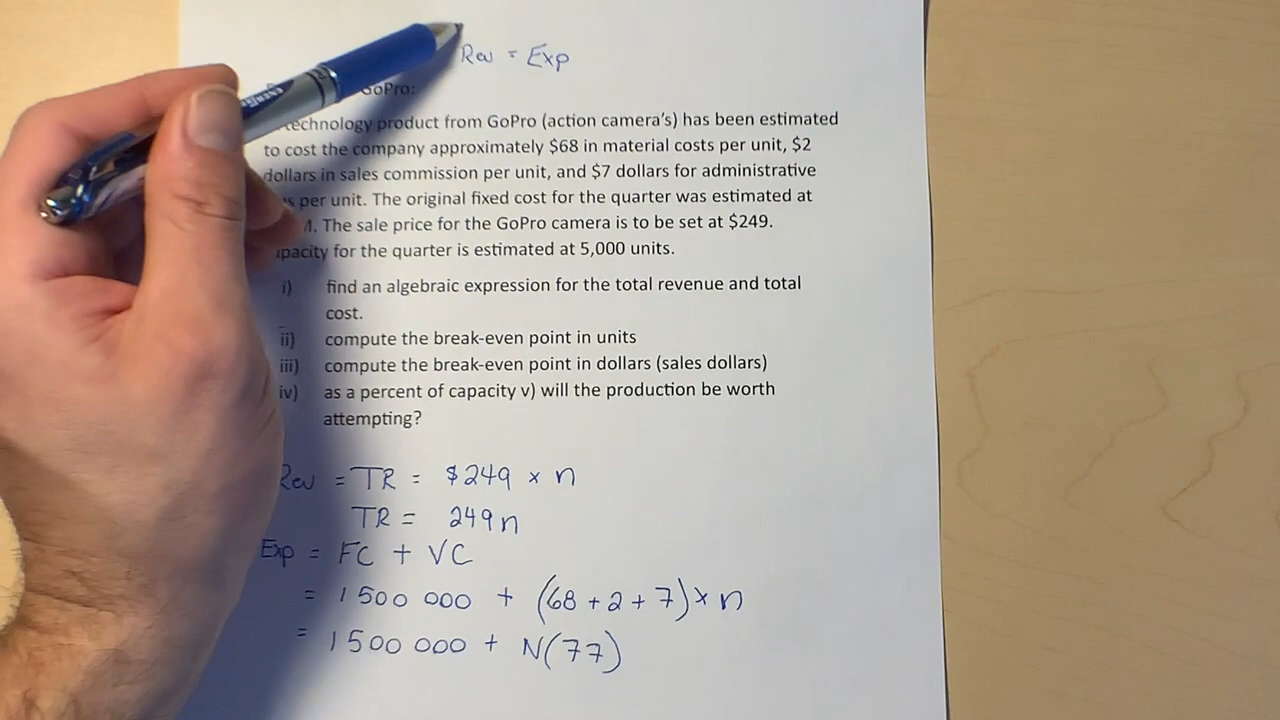 Rev = Exp
GoPro:
technology product from GoPro (action camera's) has been estimated
to cost the company approximately $68 in material costs per unit, $2
dollars in sales commission per unit, and $7 dollars for administrative
per unit. The original fixed cost for the quarter was estimated at
The sale price for the GoPro camera is to be set at $249.
for the quarter is estimated at 5,000 units.
i) find an algebraic expression for the total revenue and total
cost.
ii) compute the break-even point in units
iii) compute the break-even point in dollars (sales dollars)
iv) as a percent of capacity v) will the production be worth
attempting?
Rev = TR = $249 × n
TR = 249n
Exp = FC + VC
= 1 500 000 + (68 + 2 + 7) × n
= 1 500 000 + N(77)